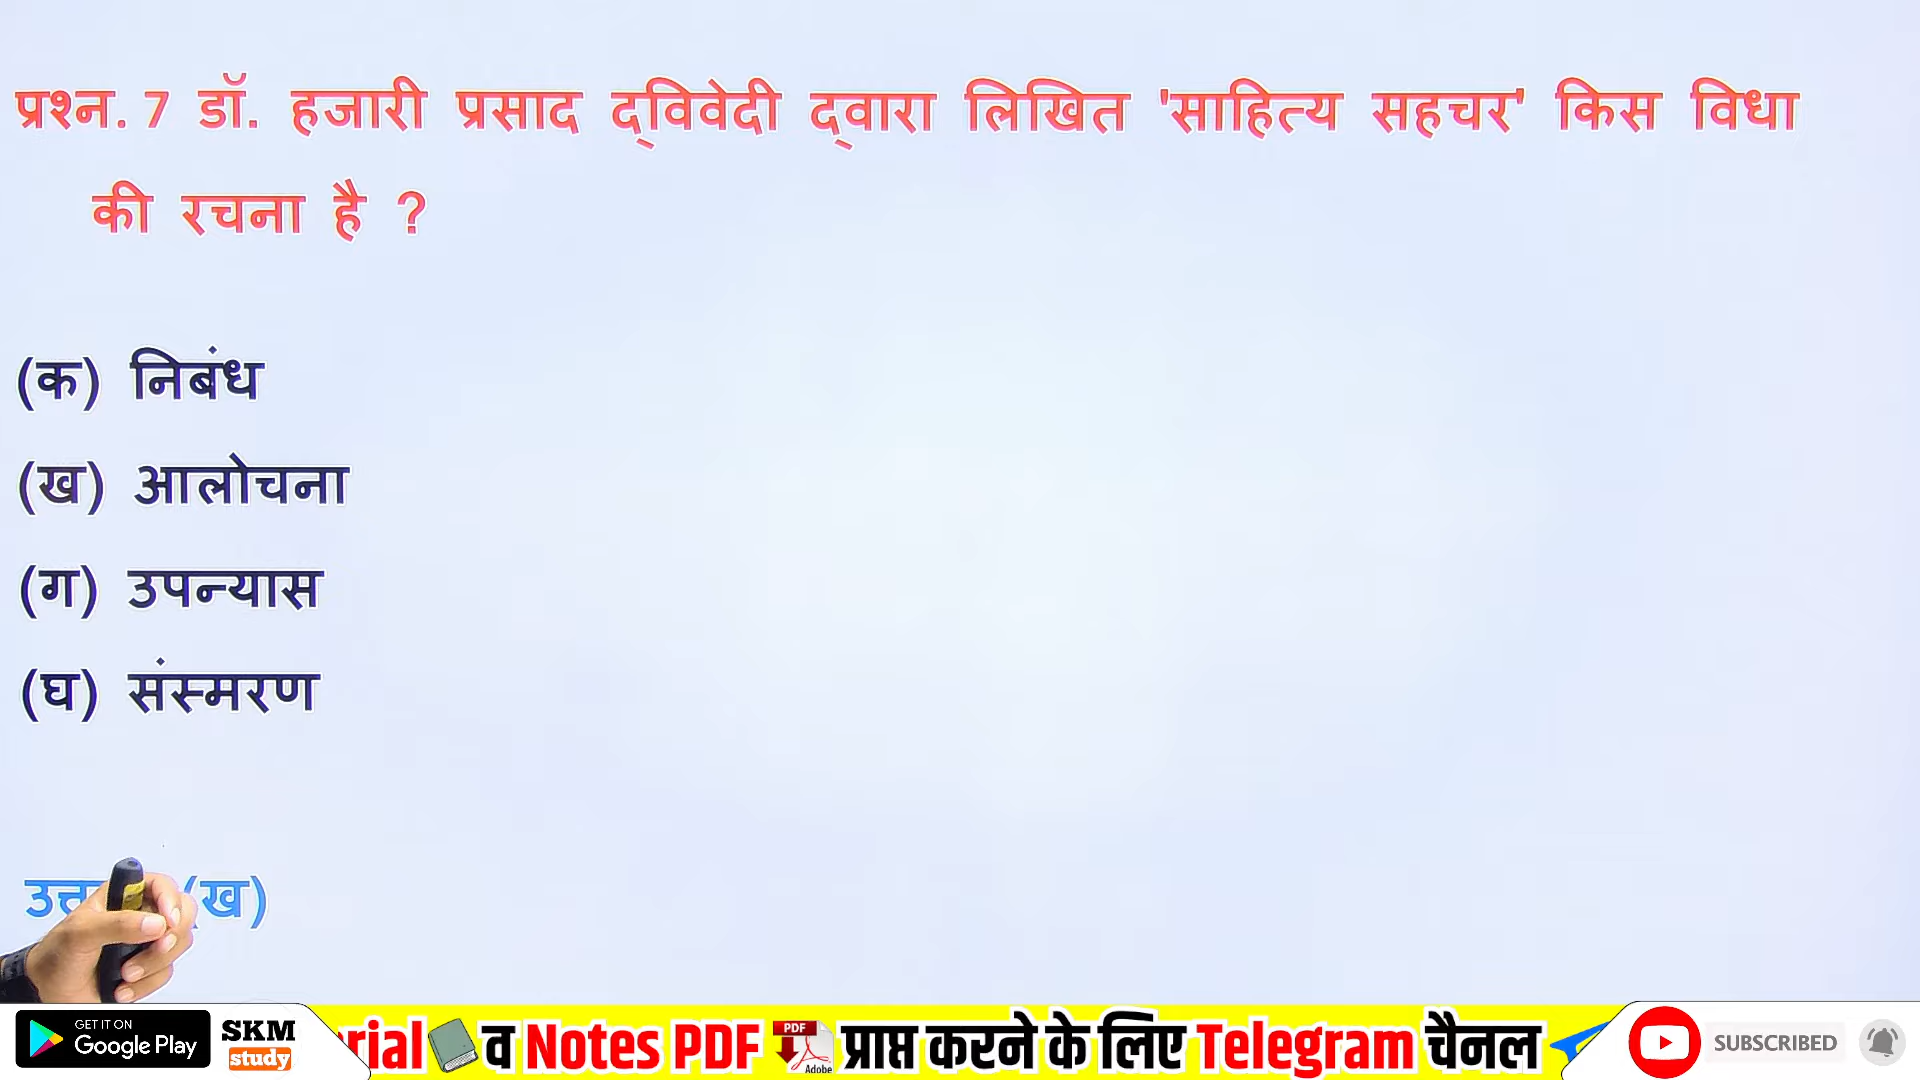 प्रश्न. 7 डॉ. हजारी प्रसाद द्विवेदी द्वारा लिखित 'साहित्य सहचर' किस विधा
की रचना है ?
(क) निबंध
(ख) आलोचना
(ग) उपन्यास
(घ) संस्मरण
(ख)
GET IT ON
Google Play
SKM
study
व Notes PDF PDF Adobe प्राप्त करने के लिए Telegram चैनल
SUBSCRIBED